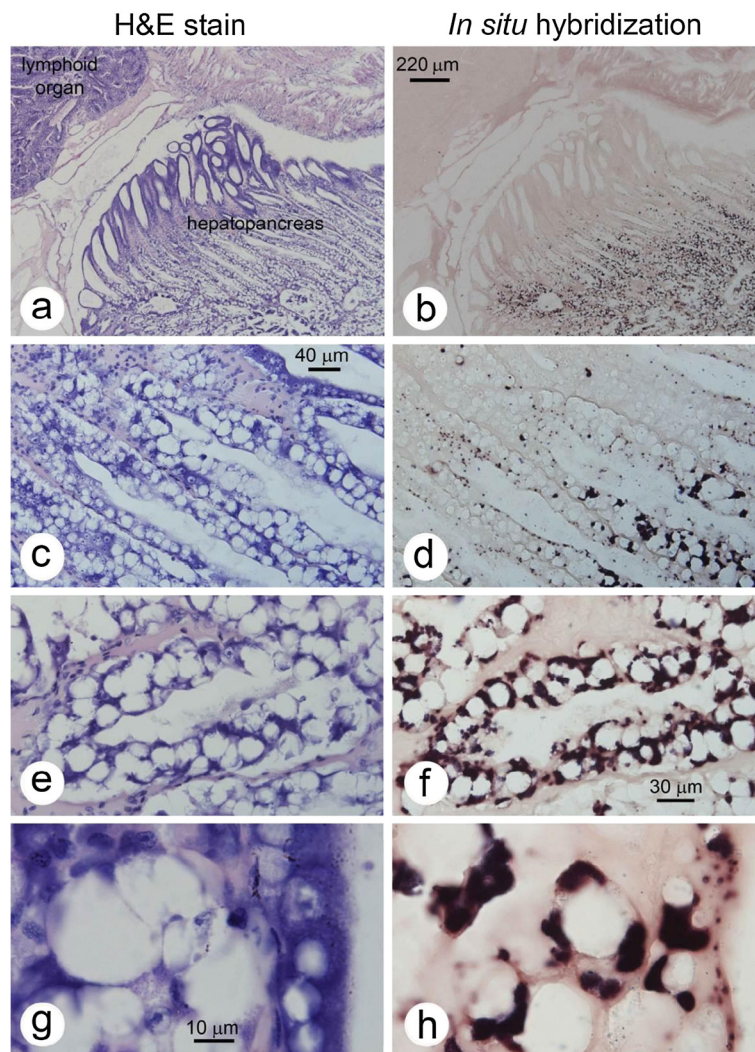 H&E stain
In situ hybridization
lymphoid
organ
220 μm
hepatopancreas
a
b
40 μm
c
d
e
f
30 μm
g
10 μm
h